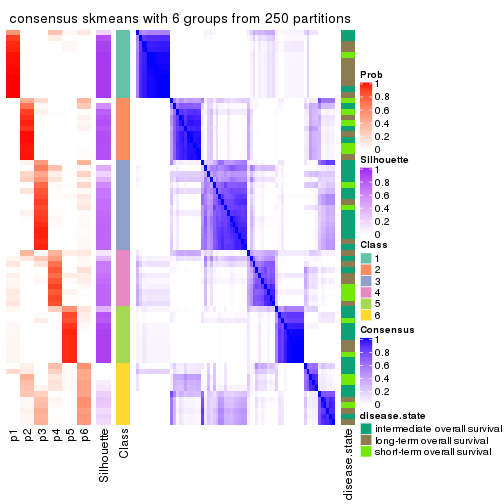 consensus skmeans with 6 groups from 250 partitions
Prob
1
0.8
0.6
0.4
0.2
0
Silhouette
1
0.8
0.6
0.4
0.2
0
Class
1
2
3
4
5
6
Consensus
1
0.8
0.6
0.4
0.2
0
disease.state
intermediate overall survival
long-term overall survival
short-term overall survival
p1
p2
p3
p4
p5
p6
Silhouette
Class
disease.state